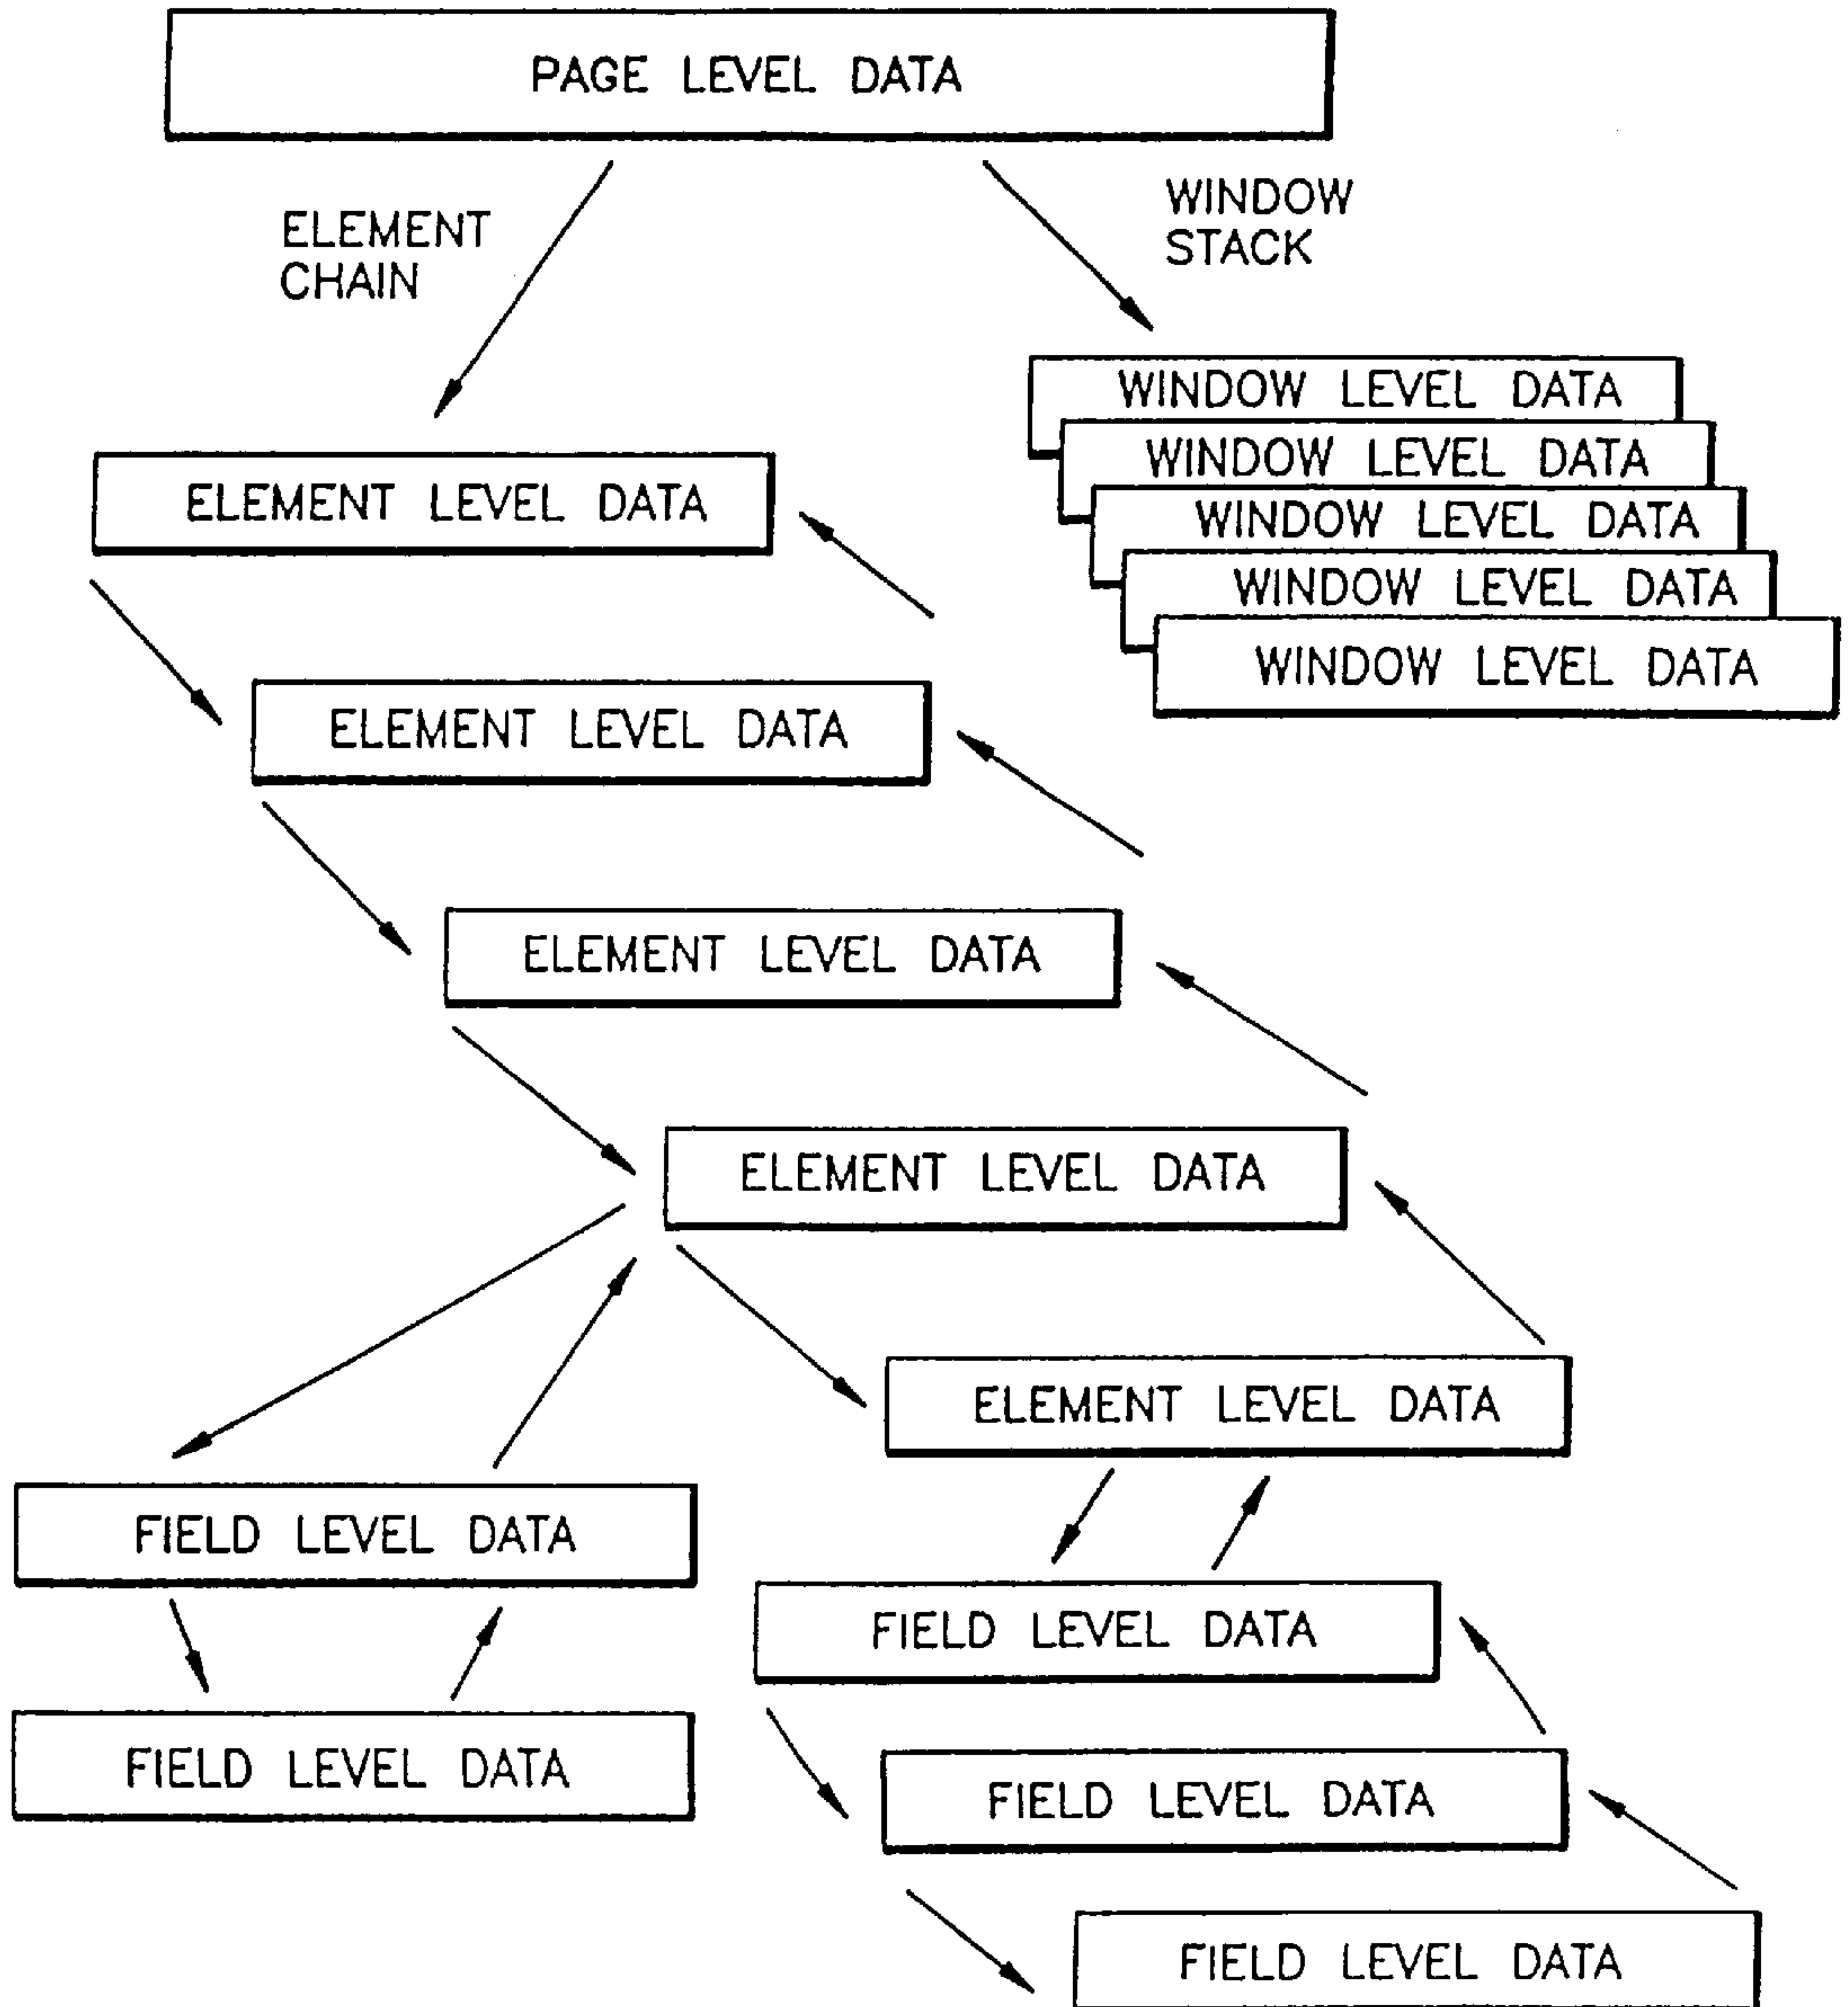 PAGE LEVEL DATA
ELEMENT
CHAIN
WINDOW
STACK
WINDOW LEVEL DATA
WINDOW LEVEL DATA
WINDOW LEVEL DATA
WINDOW LEVEL DATA
WINDOW LEVEL DATA
ELEMENT LEVEL DATA
ELEMENT LEVEL DATA
ELEMENT LEVEL DATA
ELEMENT LEVEL DATA
ELEMENT LEVEL DATA
FIELD LEVEL DATA
FIELD LEVEL DATA
FIELD LEVEL DATA
FIELD LEVEL DATA
FIELD LEVEL DATA